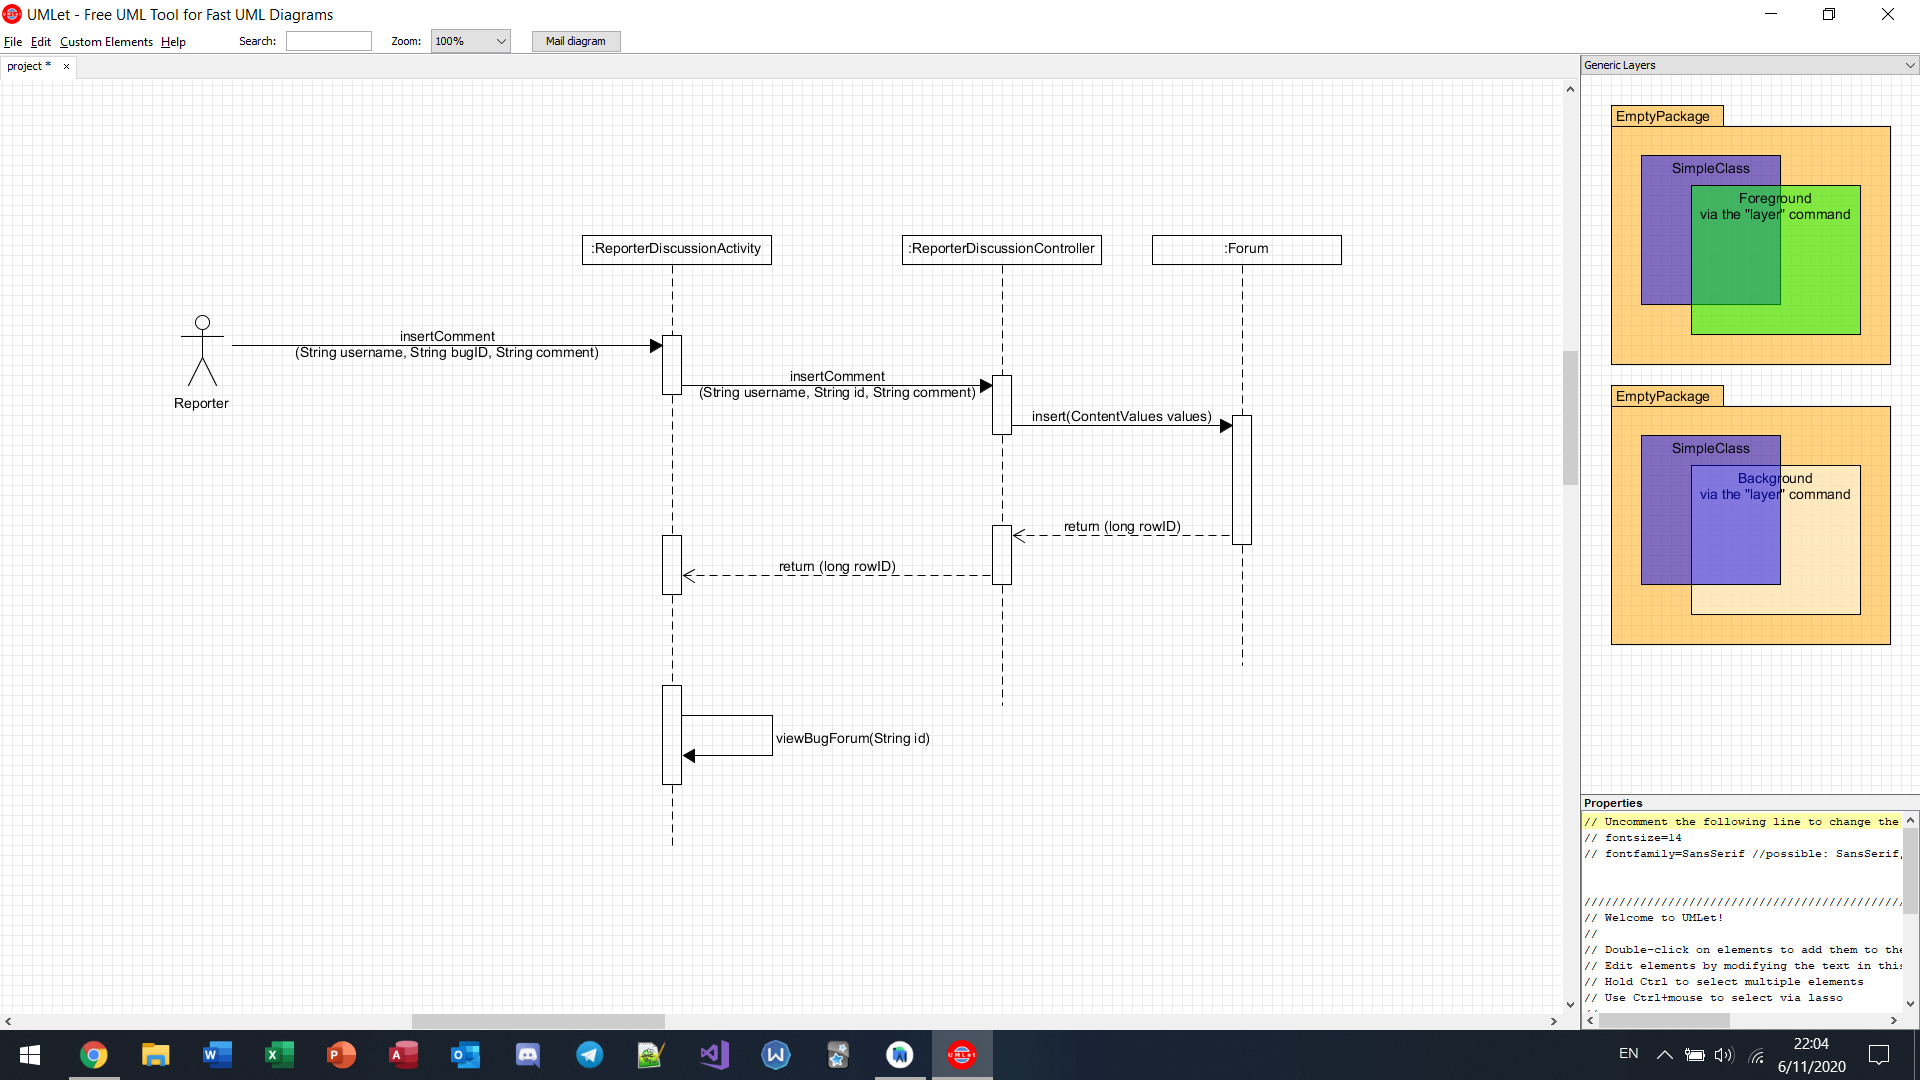 UMLet - Free UML Tool for Fast UML Diagrams
File Edit Custom Elements Help Search: Zoom: 100% Mail diagram
project *
Generic Layers
:ReporterDiscussionActivity
:ReporterDiscussionController
:Forum
Reporter
insertComment
(String username, String bugID, String comment)
insertComment
(String username, String id, String comment)
insert(ContentValues values)
return (long rowID)
return (long rowID)
viewBugForum(String id)
EmptyPackage
SimpleClass
Foreground
via the "layer" command
EmptyPackage
SimpleClass
Background
via the "layer" command
Properties
// Uncomment the following line to change the
// fontsize=14
// fontfamily=SansSerif //possible: SansSerif,
//////////////////////////////////////////////
// Welcome to UMLet!
//
// Double-click on elements to add them to the
// Edit elements by modifying the text in this
// Hold Ctrl to select multiple elements
// Use Ctrl+mouse to select via lasso
EN
22:04
6/11/2020